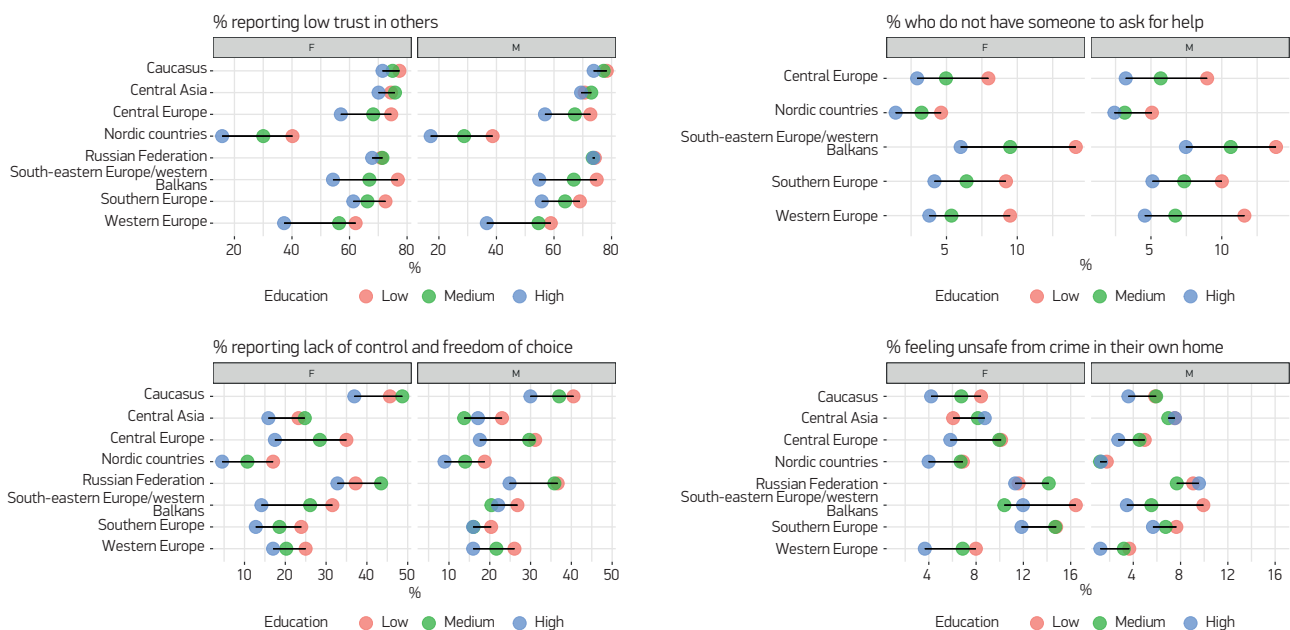 % reporting low trust in others
F
M
Caucasus
Central Asia
Central Europe
Nordic countries
Russian Federation
South-eastern Europe/western
Balkans
Southern Europe
Western Europe
20 40 60 80 20 40 60 80
%
Education Low Medium High
% who do not have someone to ask for help
F
M
Central Europe
Nordic countries
South-eastern Europe/western
Balkans
Southern Europe
Western Europe
5 10 5 10
%
Education Low Medium High
% reporting lack of control and freedom of choice
F
M
Caucasus
Central Asia
Central Europe
Nordic countries
Russian Federation
South-eastern Europe/western
Balkans
Southern Europe
Western Europe
10 20 30 40 50 10 20 30 40 50
%
Education Low Medium High
% feeling unsafe from crime in their own home
F
M
Caucasus
Central Asia
Central Europe
Nordic countries
Russian Federation
South-eastern Europe/western
Balkans
Southern Europe
Western Europe
4 8 12 16 4 8 12 16
%
Education Low Medium High